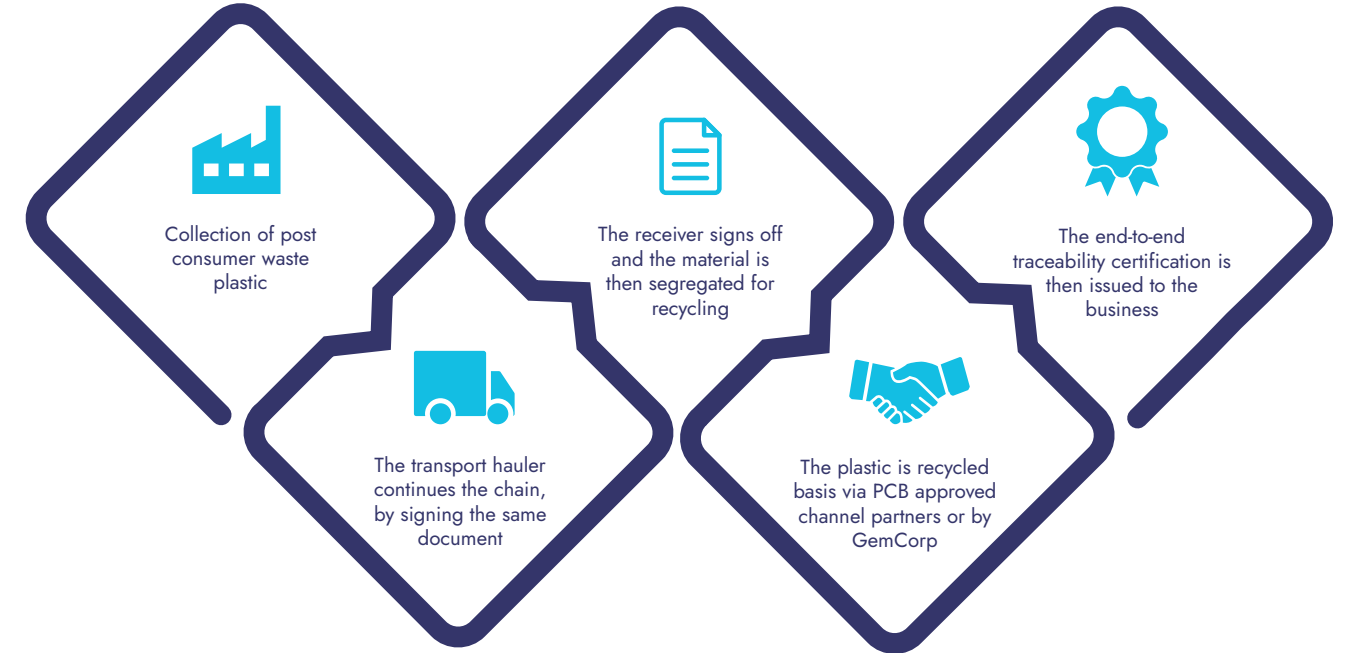 Collection of post
consumer waste
plastic
The transport hauler
continues the chain,
by signing the same
document
The receiver signs off
and the material is
then segregated for
recycling
The plastic is recycled
basis via PCB approved
channel partners or by
GemCorp
The end-to-end
traceability certification is
then issued to the
business